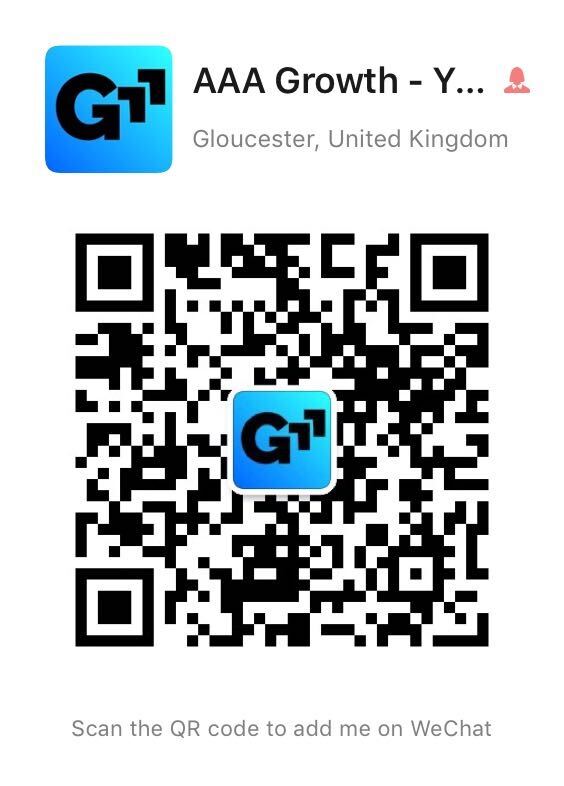 AAA Growth - Y...
Gloucester, United Kingdom
G
G
Scan the QR code to add me on WeChat